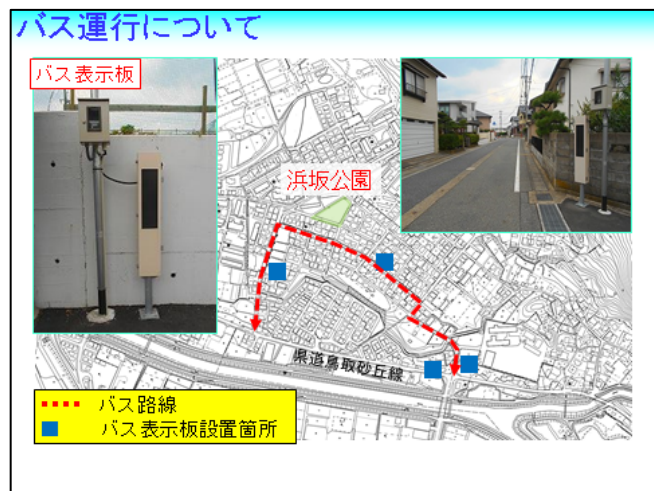 バス運行について
バス表示板
浜坂公園
県道鳥取砂丘線
バス路線
バス表示板設置箇所